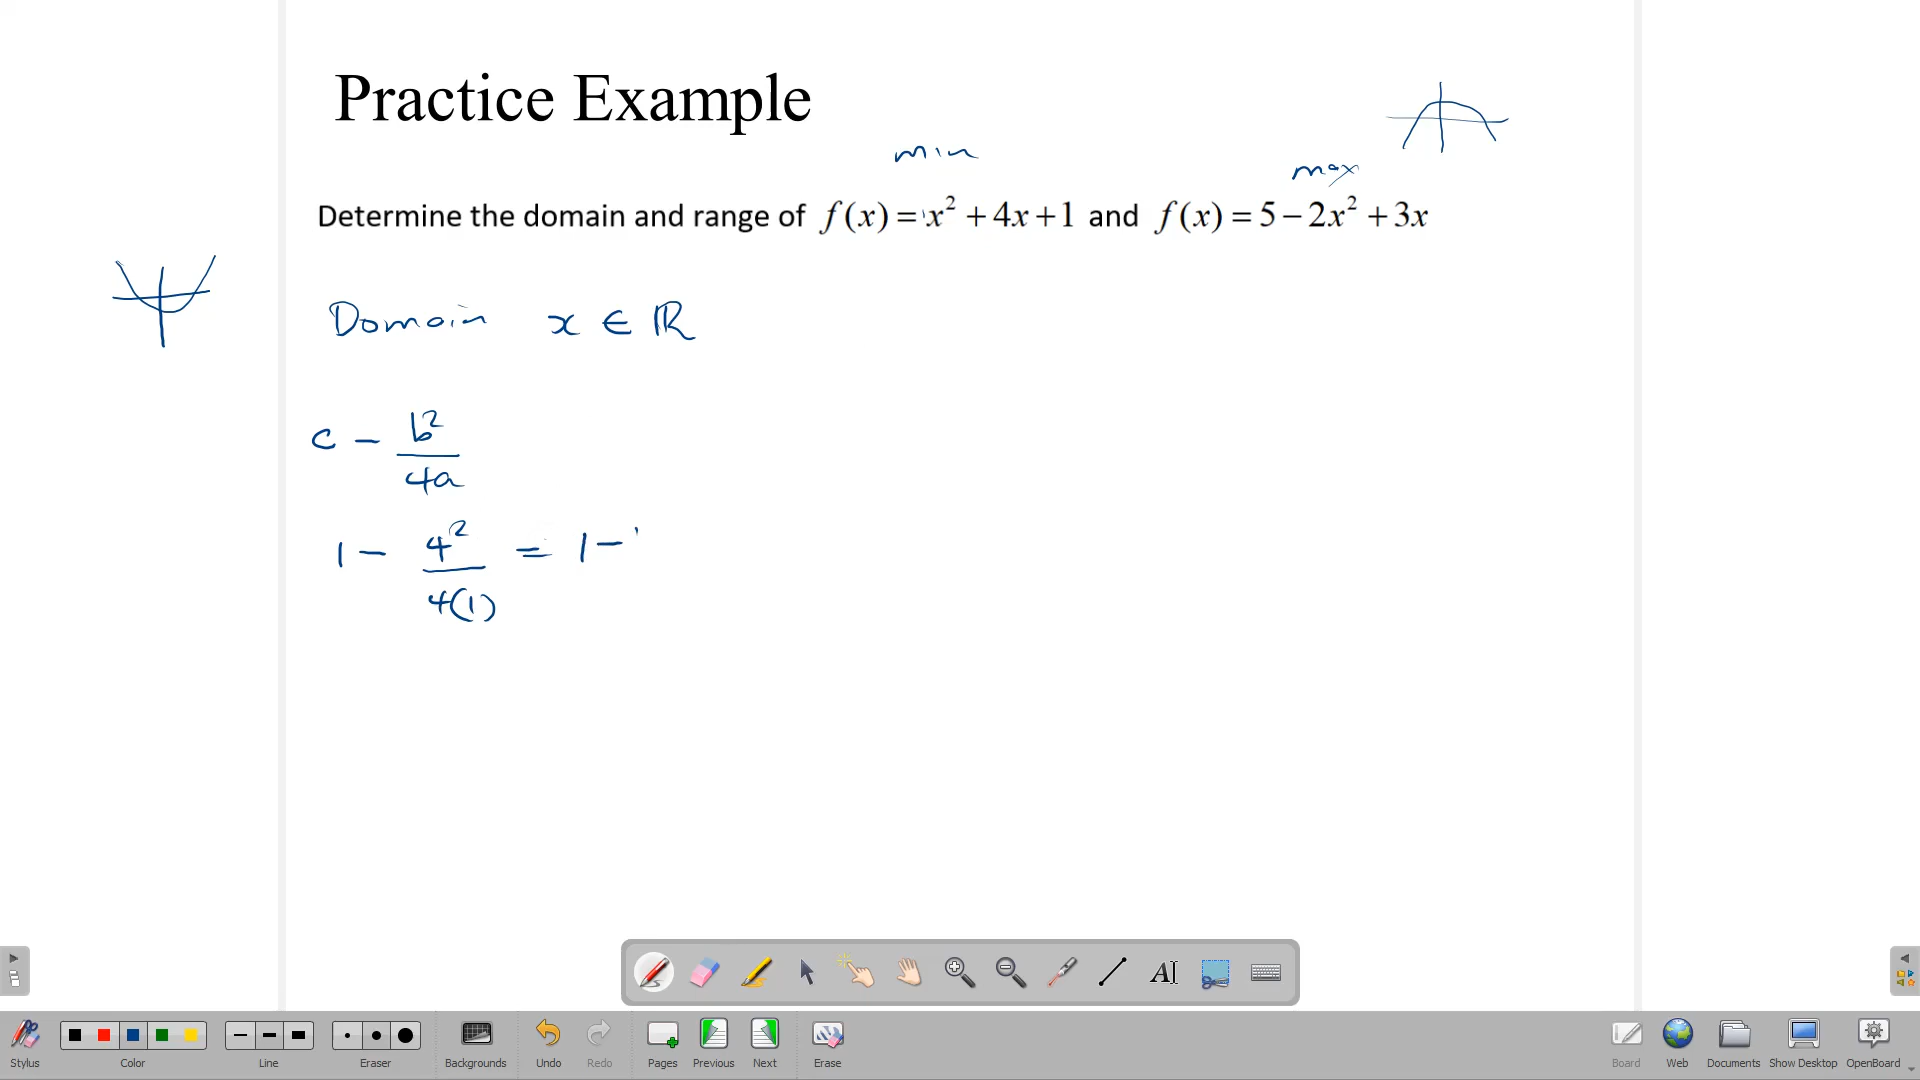 Practice Example
min
max
Determine the domain and range of f(x) = x² + 4x + 1 and f(x) = 5 − 2x² + 3x
Domain x ∈ ℝ
c − b²/4a
1 − 4²/4(1) = 1 −
Stylus Color Line Eraser Backgrounds Undo Redo Pages Previous Next Erase Board Web Documents Show Desktop OpenBoard